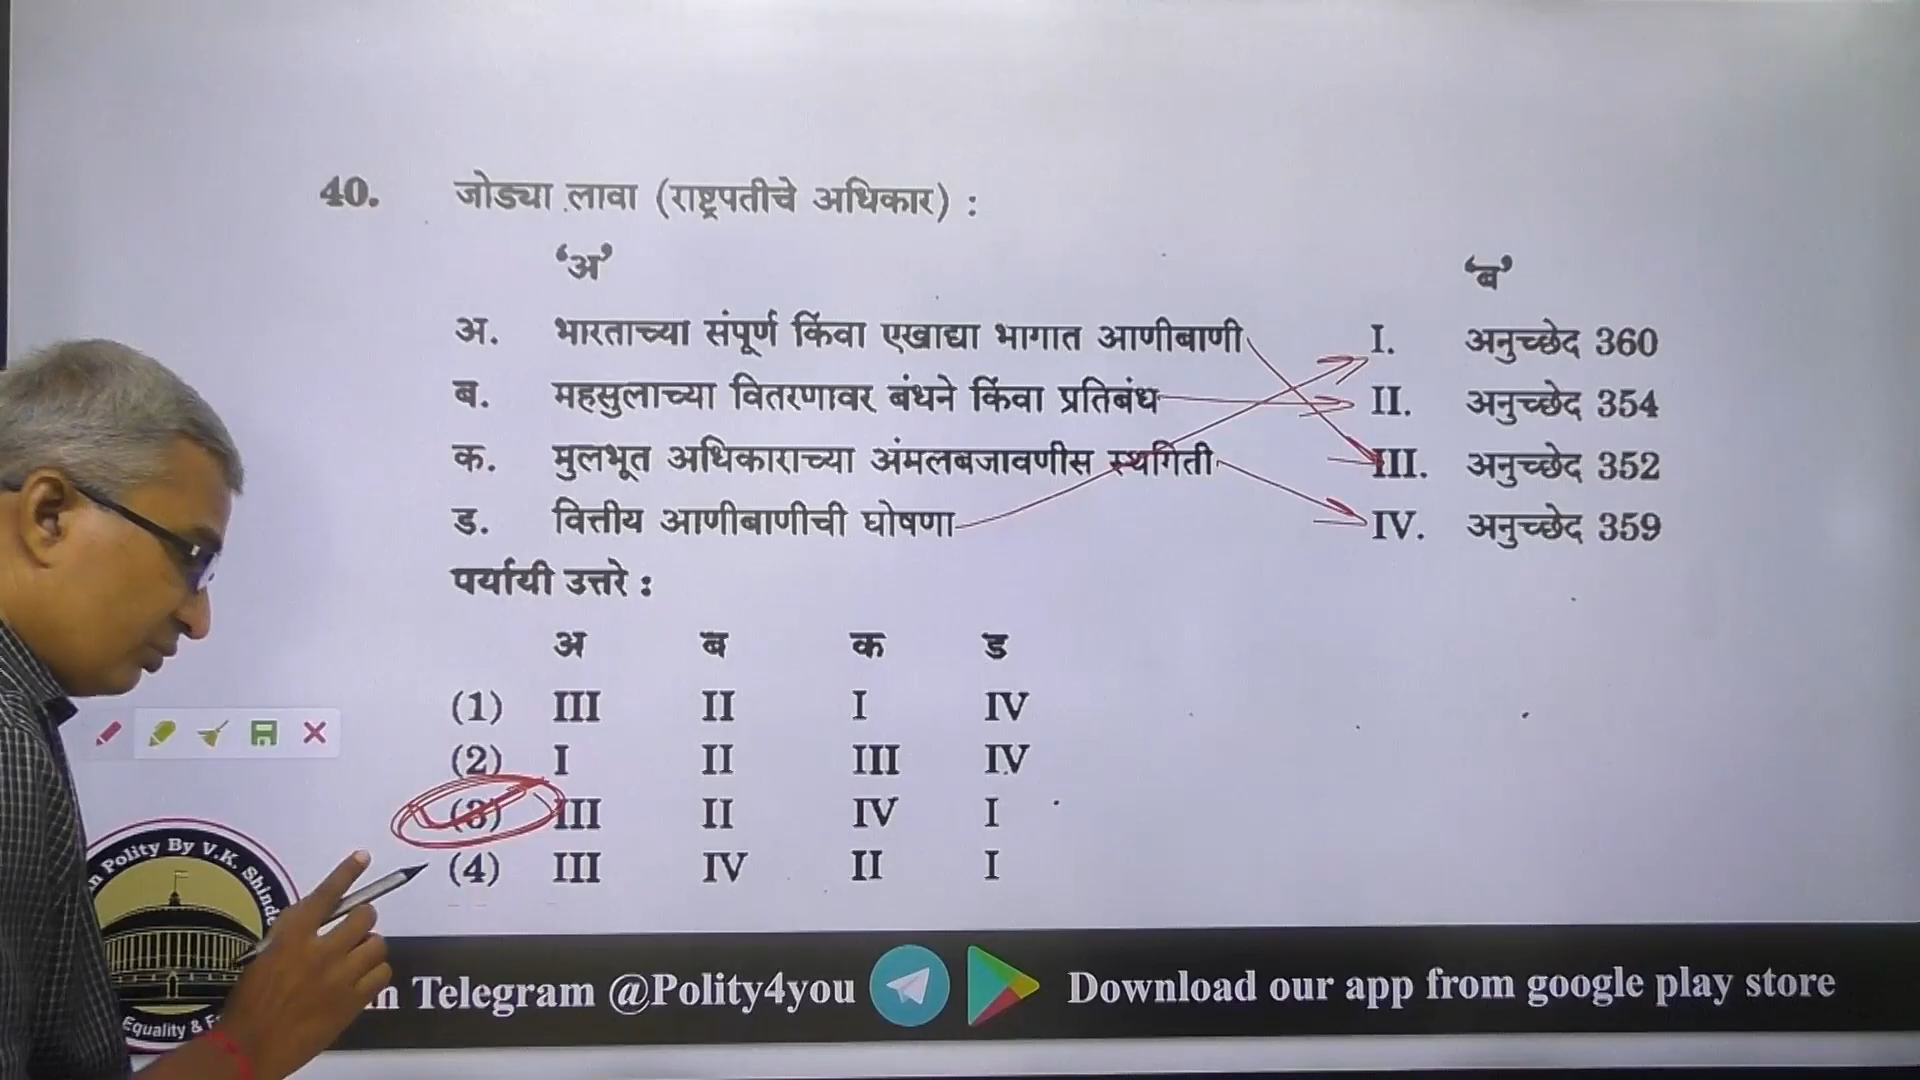 40. जोड्या लावा (राष्ट्रपतीचे अधिकार) :
‘अ’ ‘ब’
अ. भारताच्या संपूर्ण किंवा एखाद्या भागात आणीबाणी I. अनुच्छेद 360
ब. महसुलाच्या वितरणावर बंधने किंवा प्रतिबंध II. अनुच्छेद 354
क. मुलभूत अधिकाराच्या अंमलबजावणीस स्थगिती III. अनुच्छेद 352
ड. वित्तीय आणीबाणीची घोषणा IV. अनुच्छेद 359
पर्यायी उत्तरे :
अ ब क ड
(1) III II I IV
(2) I II III IV
(3) III II IV I
(4) III IV II I
Polity By V.K. Shinde
Equality &
Telegram @Polity4you Download our app from google play store